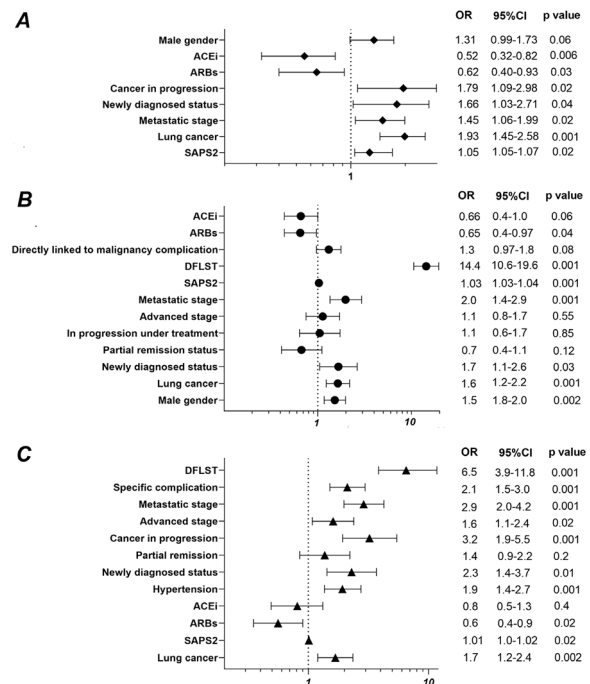 A
OR 95%CI p value
Male gender 1.31 0.99-1.73 0.06
ACEi 0.52 0.32-0.82 0.006
ARBs 0.62 0.40-0.93 0.03
Cancer in progression 1.79 1.09-2.98 0.02
Newly diagnosed status 1.66 1.03-2.71 0.04
Metastatic stage 1.45 1.06-1.99 0.02
Lung cancer 1.93 1.45-2.58 0.001
SAPS2 1.05 1.05-1.07 0.02
1
B
OR 95%CI p value
ACEi 0.66 0.4-1.0 0.06
ARBs 0.65 0.4-0.97 0.04
Directly linked to malignancy complication 1.3 0.97-1.8 0.08
DFLST 14.4 10.6-19.6 0.001
SAPS2 1.03 1.03-1.04 0.001
Metastatic stage 2.0 1.4-2.9 0.001
Advanced stage 1.1 0.8-1.7 0.55
In progression under treatment 1.1 0.6-1.7 0.85
Partial remission status 0.7 0.4-1.1 0.12
Newly diagnosed status 1.7 1.1-2.6 0.03
Lung cancer 1.6 1.2-2.2 0.001
Male gender 1.5 1.8-2.0 0.002
1 10
C
OR 95%CI p value
DFLST 6.5 3.9-11.8 0.001
Specific complication 2.1 1.5-3.0 0.001
Metastatic stage 2.9 2.0-4.2 0.001
Advanced stage 1.6 1.1-2.4 0.02
Cancer in progression 3.2 1.9-5.5 0.001
Partial remission 1.4 0.9-2.2 0.2
Newly diagnosed status 2.3 1.4-3.7 0.01
Hypertension 1.9 1.4-2.7 0.001
ACEi 0.8 0.5-1.3 0.4
ARBs 0.6 0.4-0.9 0.02
SAPS2 1.01 1.0-1.02 0.02
Lung cancer 1.7 1.2-2.4 0.002
1 10